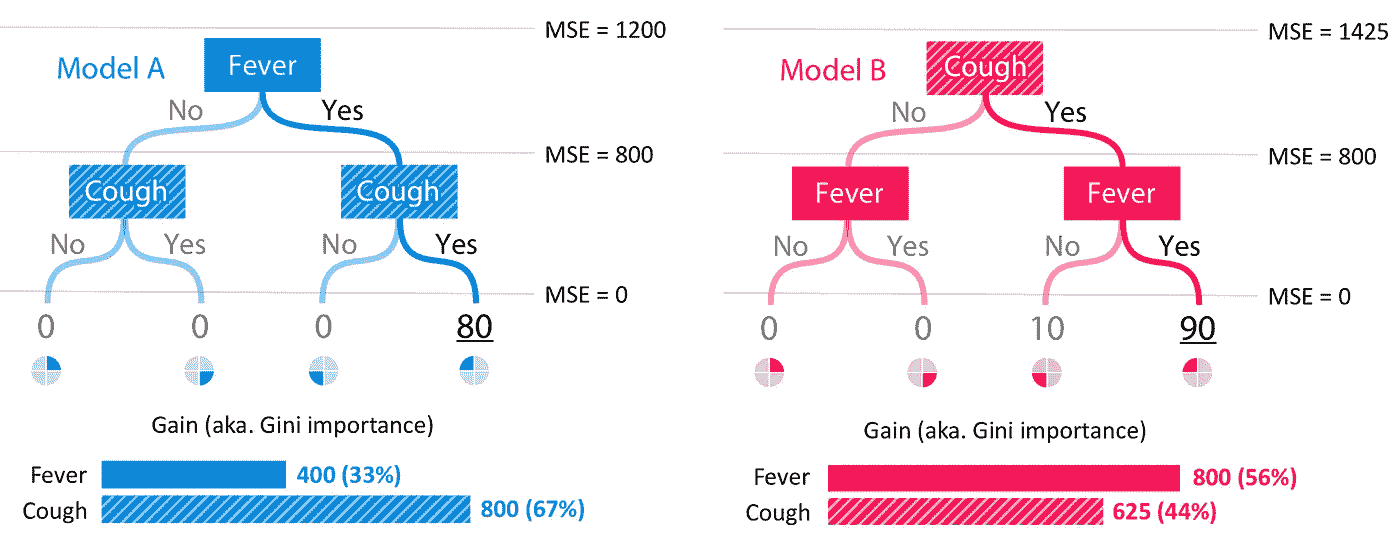 MSE = 1200
Model A
Fever
No
Yes
MSE = 800
Cough
Cough
No
Yes
No
Yes
MSE = 0
0
0
0
80
Gain (aka. Gini importance)
Fever
400 (33%)
Cough
800 (67%)
MSE = 1425
Model B
Cough
No
Yes
MSE = 800
Fever
Fever
No
Yes
No
Yes
MSE = 0
0
0
10
90
Gain (aka. Gini importance)
Fever
800 (56%)
Cough
625 (44%)